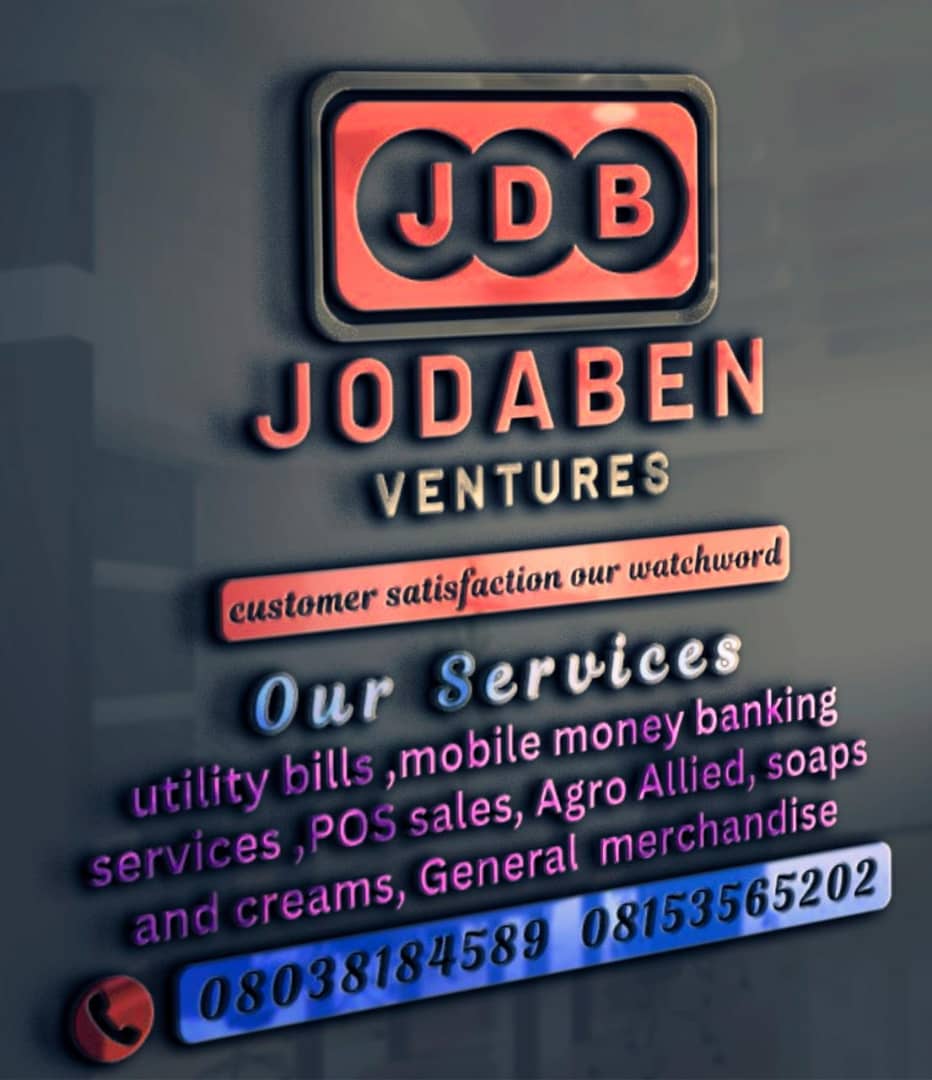 JDB
JODABEN
VENTURES
customer satisfaction our watchword
Our Services
utility bills ,mobile money banking
services ,POS sales, Agro Allied, soaps
and creams, General merchandise
08038184589 08153565202